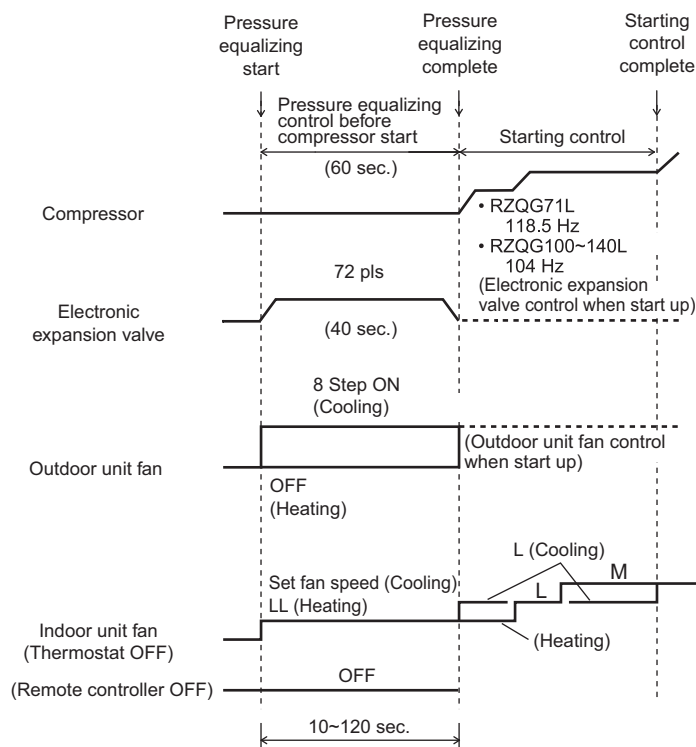 Pressure
equalizing
start
Pressure
equalizing
complete
Starting
control
complete
Pressure equalizing
control before
compressor start
Starting control
(60 sec.)
Compressor
• RZQG71L
118.5 Hz
• RZQG100~140L
104 Hz
(Electronic expansion
valve control when start up)
72 pls
Electronic
expansion valve
(40 sec.)
8 Step ON
(Cooling)
Outdoor unit fan
(Outdoor unit fan control
when start up)
OFF
(Heating)
L (Cooling)
Set fan speed (Cooling)
LL (Heating)
L
M
Indoor unit fan
(Thermostat OFF)
(Heating)
(Remote controller OFF)
OFF
10~120 sec.